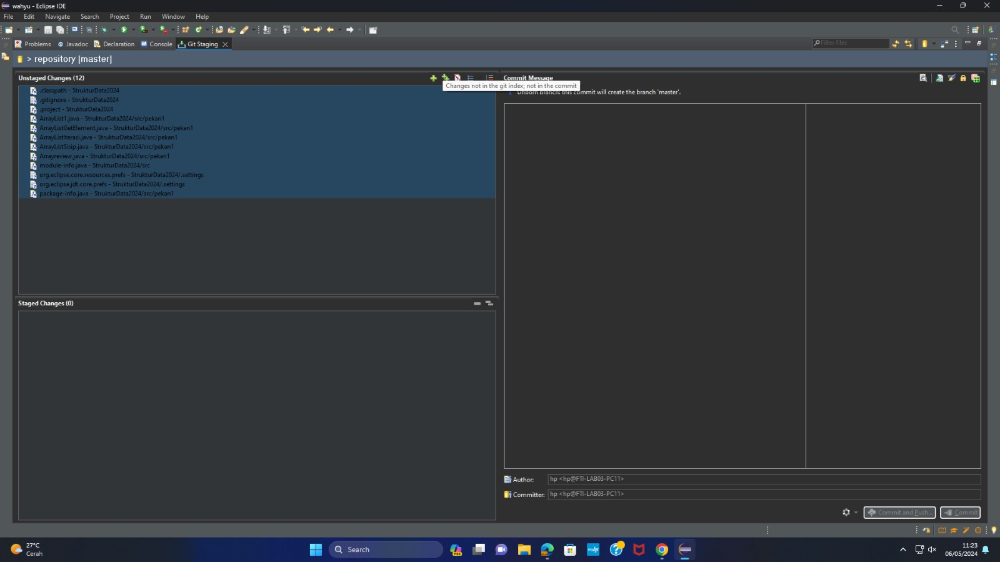 wahyu - Eclipse IDE
File Edit Navigate Search Project Run Window Help
Problems Javadoc Declaration Console Git Staging
Filter files
> repository [master]
Unstaged Changes (12)
.classpath - StrukturData2024
.gitignore - StrukturData2024
.project - StrukturData2024
ArrayList1.java - StrukturData2024/src/pekan1
ArrayListGetElement.java - StrukturData2024/src/pekan1
ArrayListIterasi.java - StrukturData2024/src/pekan1
ArrayListSisip.java - StrukturData2024/src/pekan1
Arrayreview.java - StrukturData2024/src/pekan1
module-info.java - StrukturData2024/src
org.eclipse.core.resources.prefs - StrukturData2024/.settings
org.eclipse.jdt.core.prefs - StrukturData2024/.settings
package-info.java - StrukturData2024/src/pekan1
Staged Changes (0)
Commit Message
Changes not in the git index; not in the commit
Unborn branch: this commit will create the branch 'master'.
Author: hp <hp@FTI-LAB03-PC11>
Committer: hp <hp@FTI-LAB03-PC11>
Commit and Push... Commit
27°C
Cerah
Search
PRE
myhp
11:23
06/05/2024